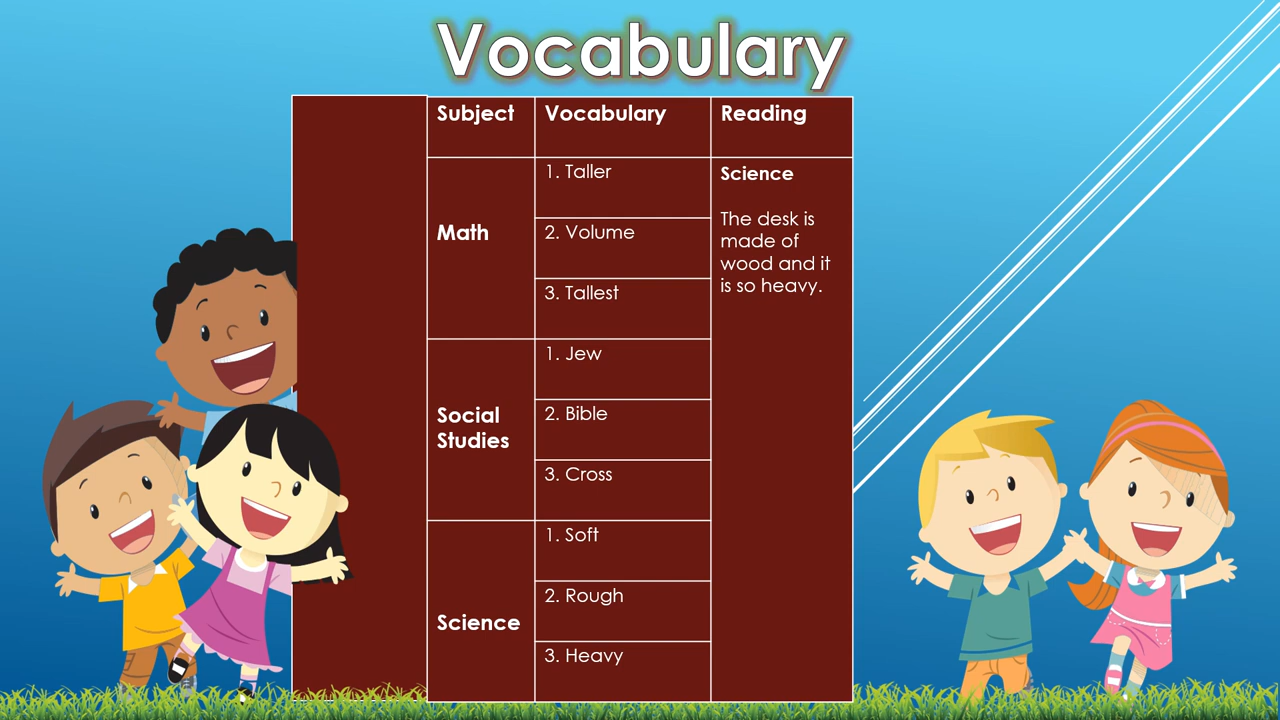 Vocabulary
Subject
Vocabulary
Reading
Math
1. Taller
2. Volume
3. Tallest
Social
Studies
1. Jew
2. Bible
3. Cross
Science
1. Soft
2. Rough
3. Heavy
Science
The desk is
made of
wood and it
is so heavy.